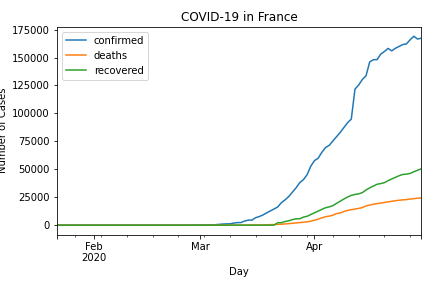 COVID-19 in France
175000
150000
125000
100000
75000
50000
25000
0
Number of Cases
confirmed
deaths
recovered
Feb
2020
Mar
Apr
Day